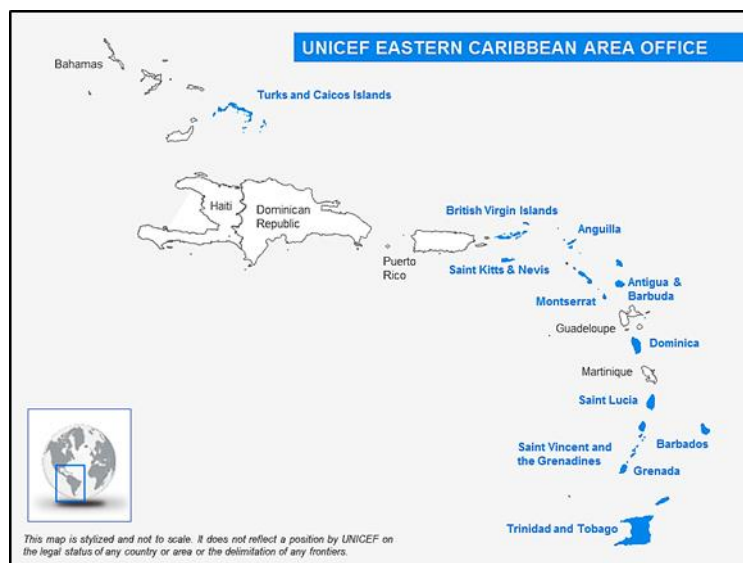 UNICEF EASTERN CARIBBEAN AREA OFFICE
Bahamas
Turks and Caicos Islands
Haiti
Dominican
Republic
Puerto
Rico
British Virgin Islands
Anguilla
Saint Kitts & Nevis
Antigua &
Barbuda
Montserrat
Guadeloupe
Dominica
Martinique
Saint Lucia
Saint Vincent and
the Grenadines
Barbados
Grenada
Trinidad and Tobago
This map is stylized and not to scale. It does not reflect a position by UNICEF on
the legal status of any country or area or the delimitation of any frontiers.